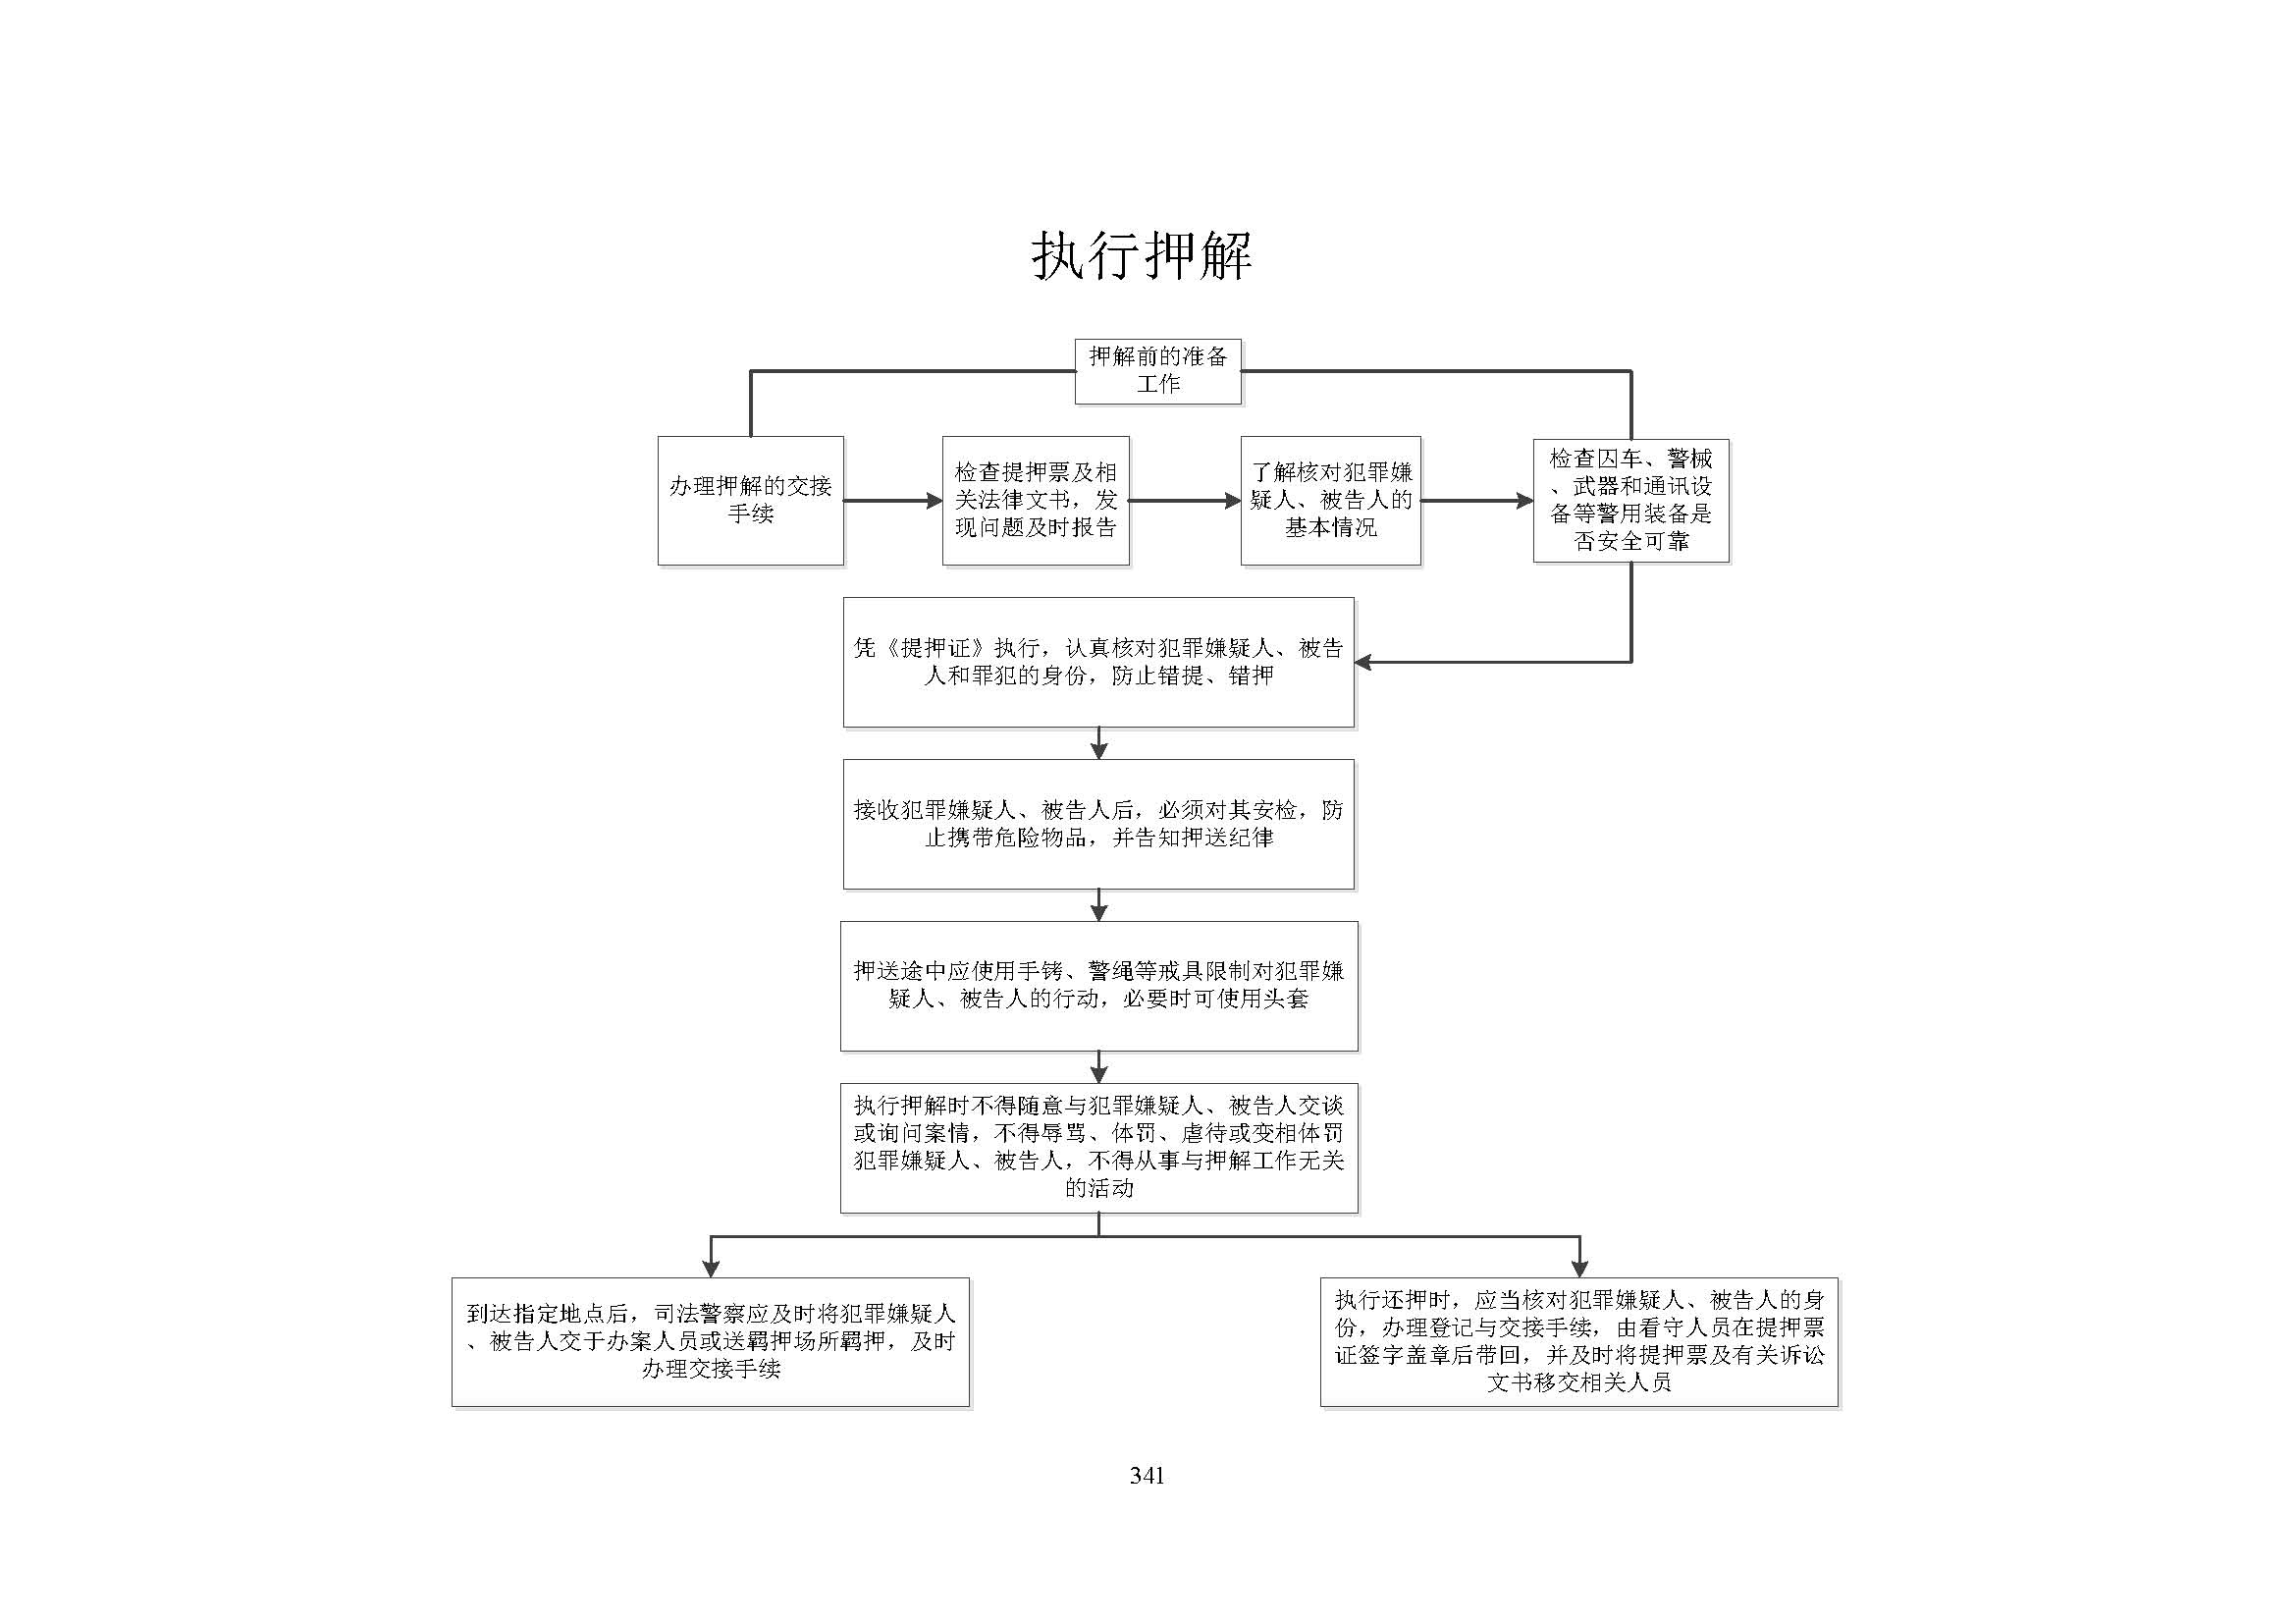 执行押解
押解前的准备
工作
办理押解的交接
手续
检查提押票及相
关法律文书，发
现问题及时报告
了解核对犯罪嫌
疑人、被告人的
基本情况
检查囚车、警械
、武器和通讯设
备等警用装备是
否安全可靠
凭《提押证》执行，认真核对犯罪嫌疑人、被告
人和罪犯的身份，防止错提、错押
接收犯罪嫌疑人、被告人后，必须对其安检，防
止携带危险物品，并告知押送纪律
押送途中应使用手铐、警绳等戒具限制对犯罪嫌
疑人、被告人的行动，必要时可使用头套
执行押解时不得随意与犯罪嫌疑人、被告人交谈
或询问案情，不得辱骂、体罚、虐待或变相体罚
犯罪嫌疑人、被告人，不得从事与押解工作无关
的活动
到达指定地点后，司法警察应及时将犯罪嫌疑人
、被告人交于办案人员或送羁押场所羁押，及时
办理交接手续
执行还押时，应当核对犯罪嫌疑人、被告人的身
份，办理登记与交接手续，由看守人员在提押票
证签字盖章后带回，并及时将提押票及有关诉讼
文书移交相关人员
341